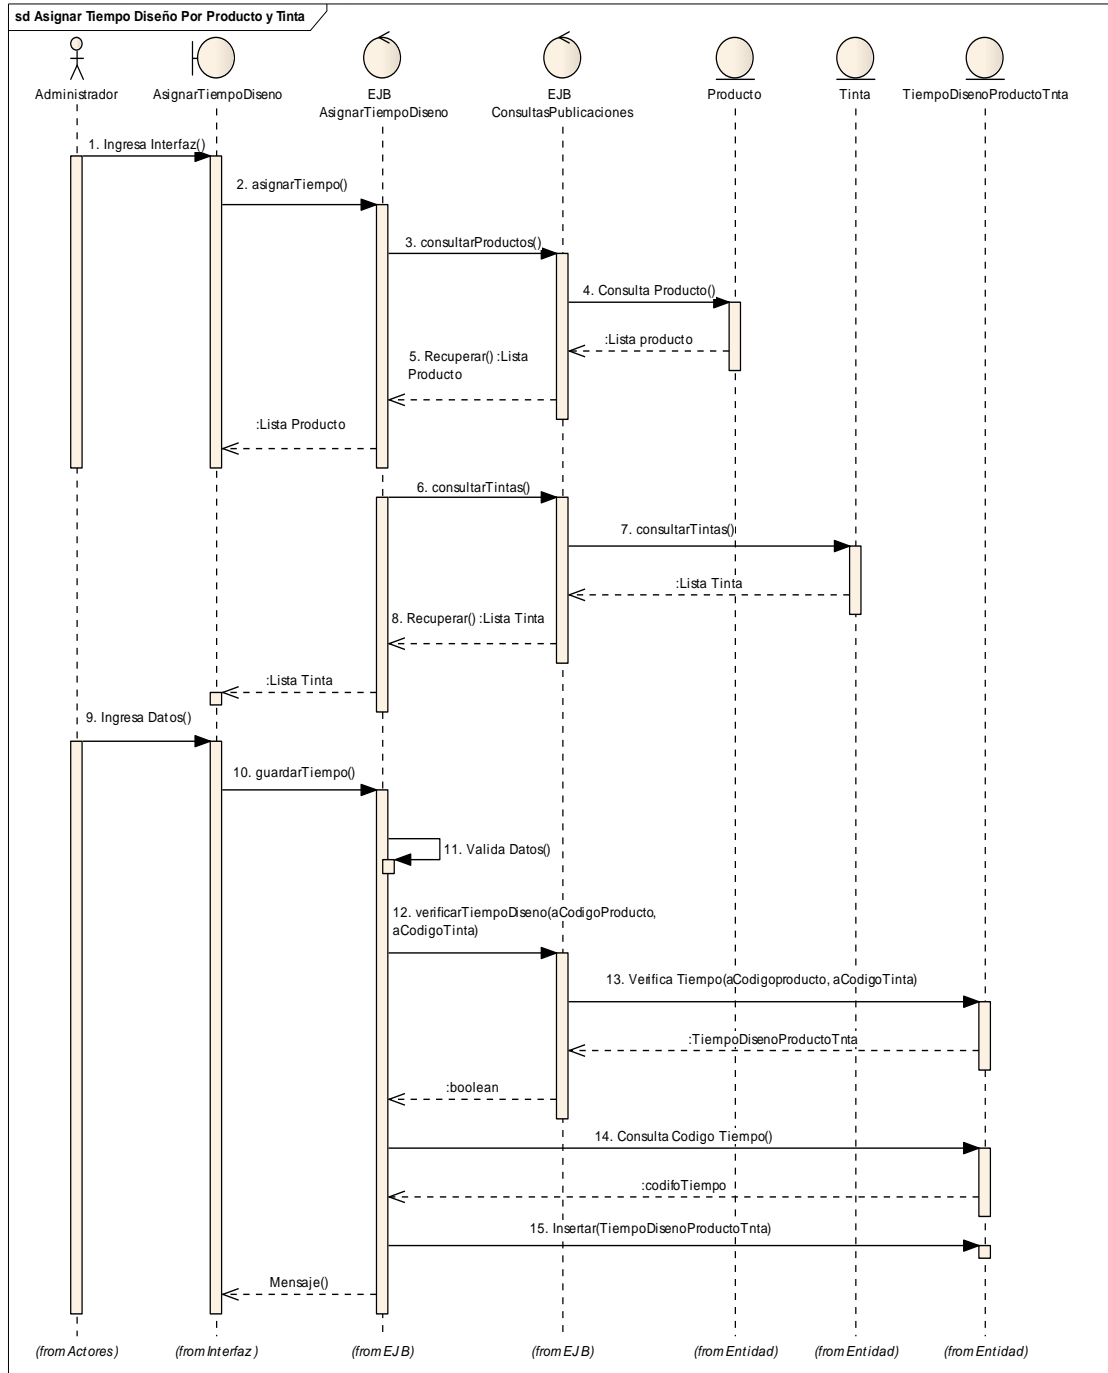 sd Asignar Tiempo Diseño Por Producto y Tinta
Administrador
AsignarTiempoDiseno
EJB
AsignarTiempoDiseno
EJB
ConsultasPublicaciones
Producto
Tinta
TiempoDisenoProductoTnta
1. Ingresa Interfaz()
2. asignarTiempo()
3. consultarProductos()
4. Consulta Producto()
:Lista producto
5. Recuperar() :Lista
Producto
:Lista Producto
6. consultarTintas()
7. consultarTintas()
:Lista Tinta
8. Recuperar() :Lista Tinta
:Lista Tinta
9. Ingresa Datos()
10. guardarTiempo()
11. Valida Datos()
12. verificarTiempoDiseno(aCodigoProducto,
aCodigoTinta)
13. Verifica Tiempo(aCodigoproducto, aCodigoTinta)
:TiempoDisenoProductoTnta
:boolean
14. Consulta Codigo Tiempo()
:codifoTiempo
15. Insertar(TiempoDisenoProductoTnta)
Mensaje()
(from Actores)
(from Interfaz)
(from EJB)
(from EJB)
(from Entidad)
(from Entidad)
(from Entidad)